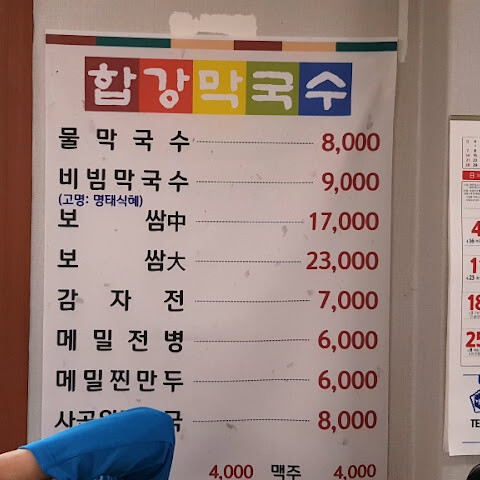 합강막국수
물막국수 8,000
비빔막국수 9,000
(고명: 명태식혜)
보 쌈中 17,000
보 쌈大 23,000
감 자 전 7,000
메 밀 전 병 6,000
메밀찐만두 6,000
8,000
4,000 맥주 4,000